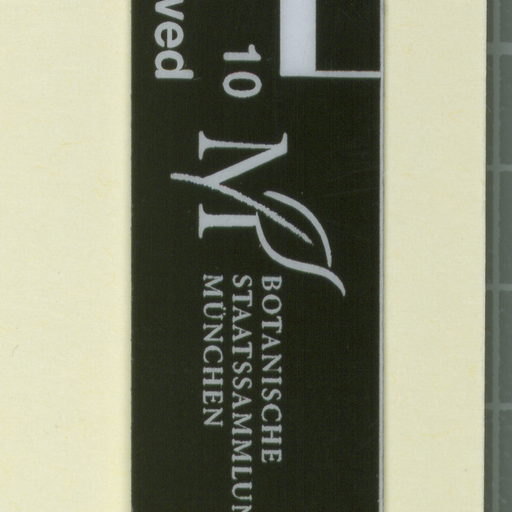 ved
10
BOTANISCHE
STAATSSAMMLUN
MÜNCHEN